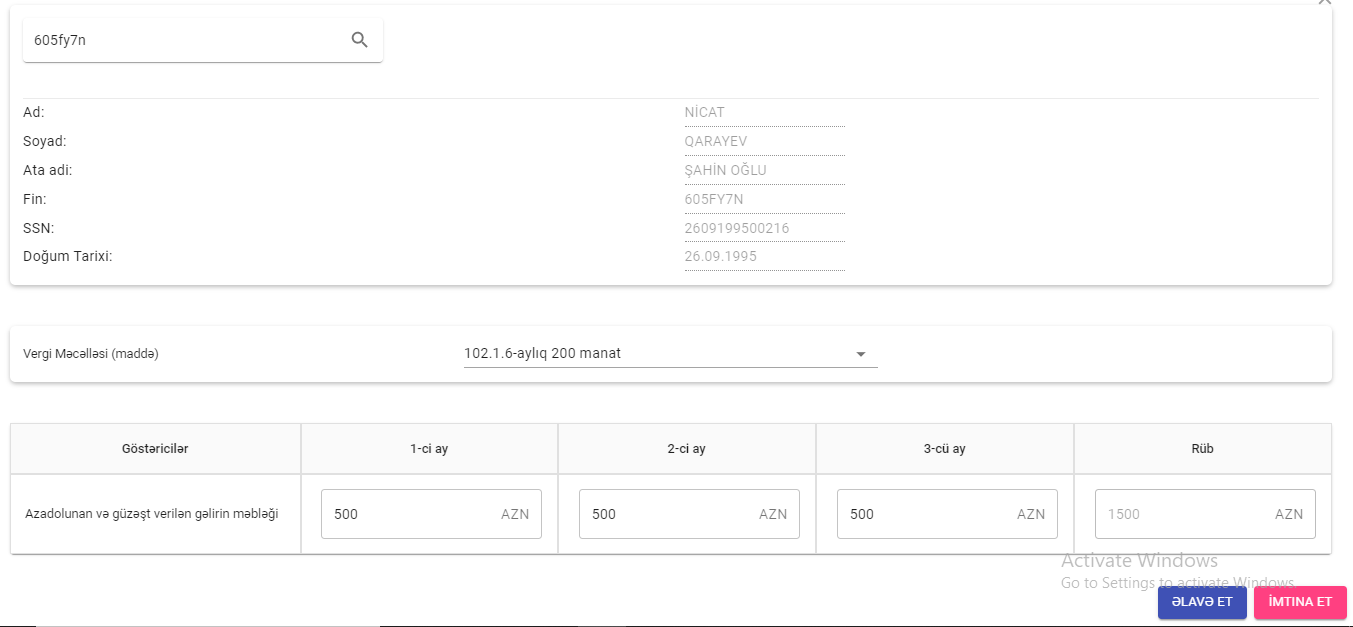 605fy7n
Ad: NİCAT
Soyad: QARAYEV
Ata adi: ŞAHİN OĞLU
Fin: 605FY7N
SSN: 2609199500216
Doğum Tarixi: 26.09.1995
Vergi Məcəlləsi (maddə) 102.1.6-aylıq 200 manat
Göstəricilər 1-ci ay 2-ci ay 3-cü ay Rüb
Azadolunan və güzəşt verilən gəlirin məbləği 500 AZN 500 AZN 500 AZN 1500 AZN
Activate Windows
Go to Settings to activate Windows.
ƏLAVƏ ET İMTINA ET